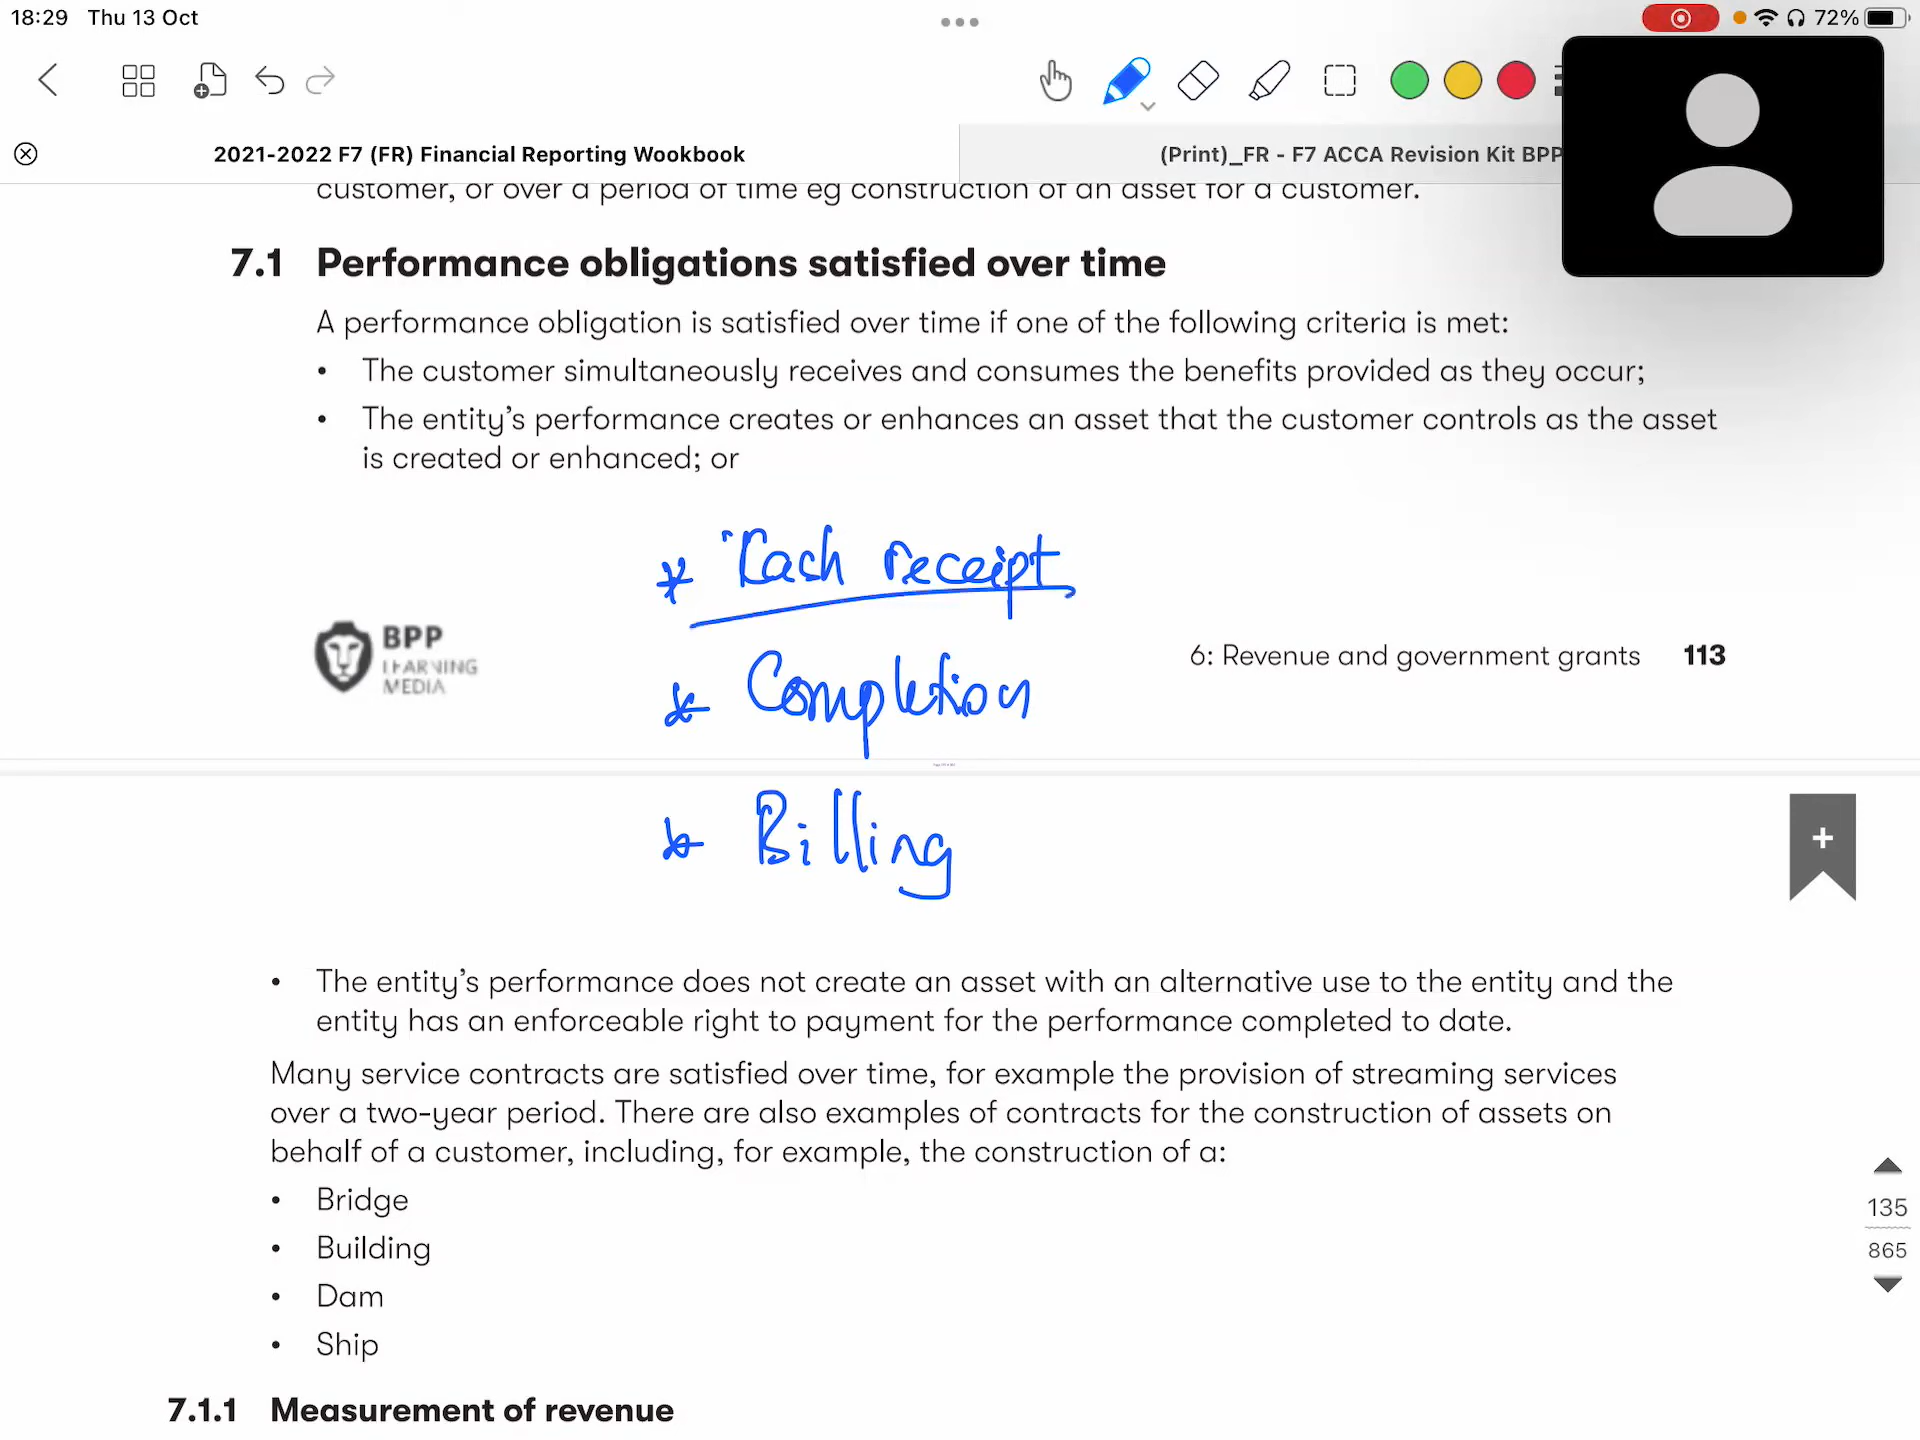 18:29 Thu 13 Oct
72%
2021-2022 F7 (FR) Financial Reporting Wookbook
(Print)_FR - F7 ACCA Revision Kit BPP
customer, or over a period of time eg construction of an asset for a customer.
7.1 Performance obligations satisfied over time
A performance obligation is satisfied over time if one of the following criteria is met:
• The customer simultaneously receives and consumes the benefits provided as they occur;
• The entity's performance creates or enhances an asset that the customer controls as the asset
is created or enhanced; or
* Cash receipt
BPP
LEARNING
MEDIA
6: Revenue and government grants 113
* Completion
* Billing
• The entity's performance does not create an asset with an alternative use to the entity and the
entity has an enforceable right to payment for the performance completed to date.
Many service contracts are satisfied over time, for example the provision of streaming services
over a two-year period. There are also examples of contracts for the construction of assets on
behalf of a customer, including, for example, the construction of a:
• Bridge
• Building
• Dam
• Ship
135
865
7.1.1 Measurement of revenue